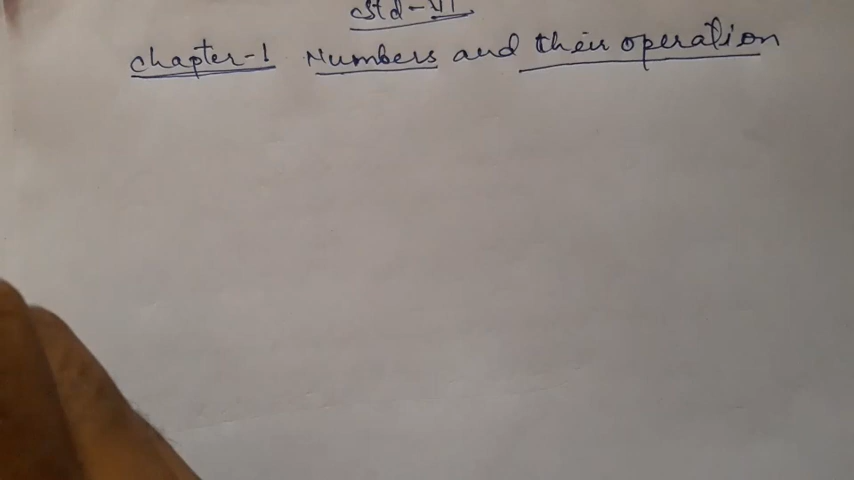 Std-VI
chapter-1 Numbers and their operation